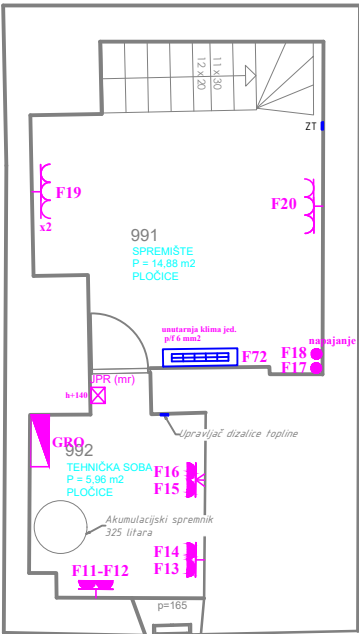 11 x 30
12 x 20
ZT
F19
x2
F20
991
SPREMIŠTE
P = 14,88 m2
PLOČICE
unutarnja klima jed.
p/f 6 mm2
F72
napajanje
F18
F17
JPR (mr)
h+140
GRO
992
TEHNIČKA SOBA
P = 5,98 m2
PLOČICE
Upravljač dizalice topline
F16
F15
Akumulacijski spremnik
325 litara
F14
F13
F11-F12
p=165